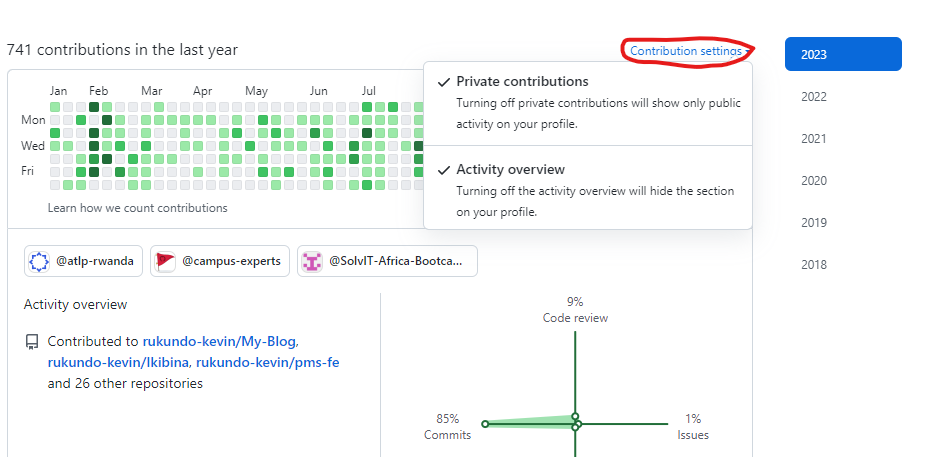 741 contributions in the last year
Contribution settings
2023
2022
2021
2020
2019
2018
Private contributions
Turning off private contributions will show only public
activity on your profile.
Activity overview
Turning off the activity overview will hide the section
on your profile.
Jan Feb Mar Apr May Jun Jul
Mon
Wed
Fri
Learn how we count contributions
@atlp-rwanda
@campus-experts
@SolvIT-Africa-Bootca...
Activity overview
Contributed to rukundo-kevin/My-Blog,
rukundo-kevin/Ikibina, rukundo-kevin/pms-fe
and 26 other repositories
9%
Code review
85%
Commits
1%
Issues